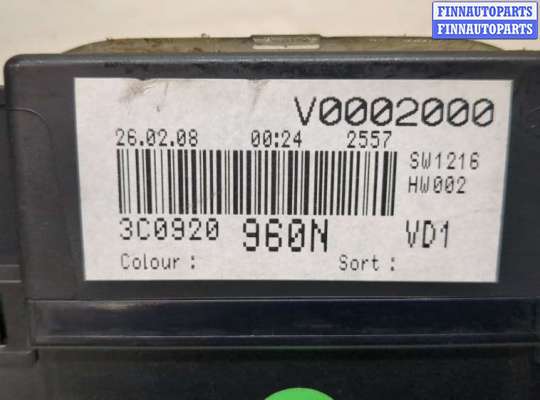 FINNAUTOPARTS
FINNAUTOPARTS
V0002000
26.02.08 00:24 2557
SW1216
HW002
3C0920 960N VD1
Colour : Sort :